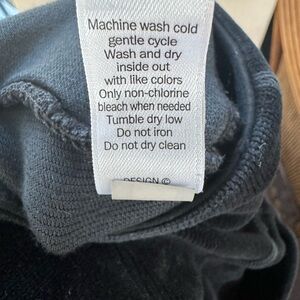 Machine wash cold
gentle cycle
Wash and dry
inside out
with like colors
Only non-chlorine
bleach when needed
Tumble dry low
Do not iron
Do not dry clean
DESIGN ©